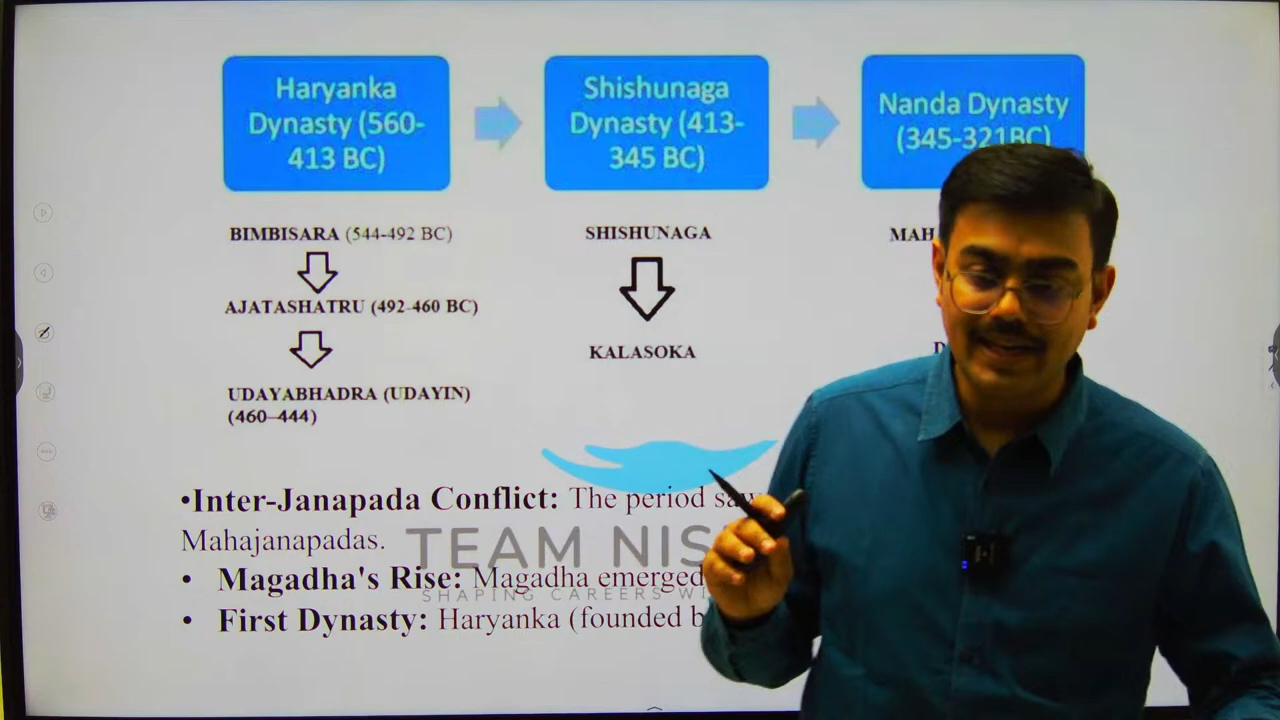 Haryanka
Dynasty (560-
413 BC)
Shishunaga
Dynasty (413-
345 BC)
Nanda Dynasty
(345-321BC)
BIMBISARA (544-492 BC)
AJATASHATRU (492-460 BC)
UDAYABHADRA (UDAYIN)
(460–444)
SHISHUNAGA
KALASOKA
MAH
•Inter-Janapada Conflict: The period saw
Mahajanapadas.
• Magadha's Rise: Magadha emerged
• First Dynasty: Haryanka (founded b
TEAM NIS
SHAPING CAREERS WI